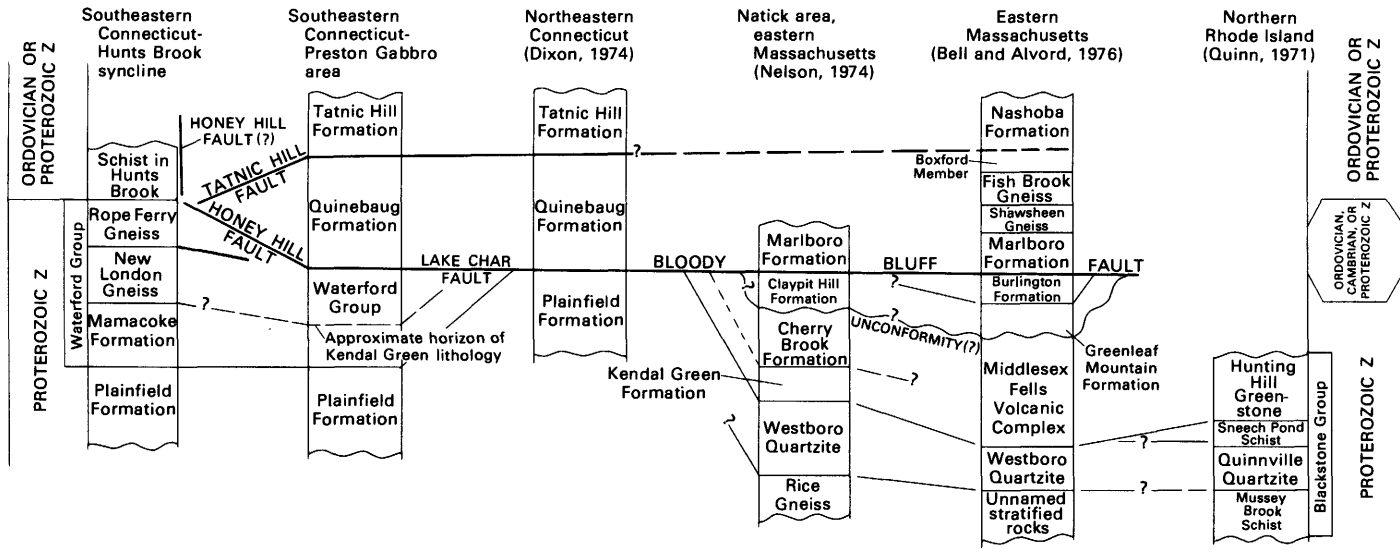 Southeastern
Connecticut-
Hunts Brook
syncline
Southeastern
Connecticut-
Preston Gabbro
area
Northeastern
Connecticut
(Dixon, 1974)
Natick area,
eastern
Massachusetts
(Nelson, 1974)
Eastern
Massachusetts
(Bell and Alvord, 1976)
Northern
Rhode Island
(Quinn, 1971)
ORDOVICIAN OR
PROTEROZOIC Z
PROTEROZOIC Z
Waterford Group
Schist in
Hunts
Brook
Rope Ferry
Gneiss
New
London
Gneiss
Mamacoke
Formation
Plainfield
Formation
HONEY HILL
FAULT(?)
TATNIC HILL
FAULT
HONEY HILL
FAULT
?
Tatnic Hill
Formation
Quinebaug
Formation
Waterford
Group
Plainfield
Formation
LAKE CHAR
FAULT
Approximate horizon of
Kendal Green lithology
Tatnic Hill
Formation
Quinebaug
Formation
Plainfield
Formation
?
BLOODY
?
Kendal Green
Formation
?
Marlboro
Formation
Claypit Hill
Formation
Cherry
Brook
Formation
Westboro
Quartzite
Rice
Gneiss
BLUFF
?
?
UNCONFORMITY(?)
?
Nashoba
Formation
Boxford
Member
Fish Brook
Gneiss
Shawsheen
Gneiss
Marlboro
Formation
Burlington
Formation
Middlesex
Fells
Volcanic
Complex
Westboro
Quartzite
Unnamed
stratified
rocks
FAULT
Greenleaf
Mountain
Formation
?
?
Hunting
Hill
Green-
stone
Sneech Pond
Schist
Quinnville
Quartzite
Mussey
Brook
Schist
Blackstone Group
ORDOVICIAN OR
PROTEROZOIC Z
ORDOVICIAN,
CAMBRIAN, OR
PROTEROZOIC Z
PROTEROZOIC Z